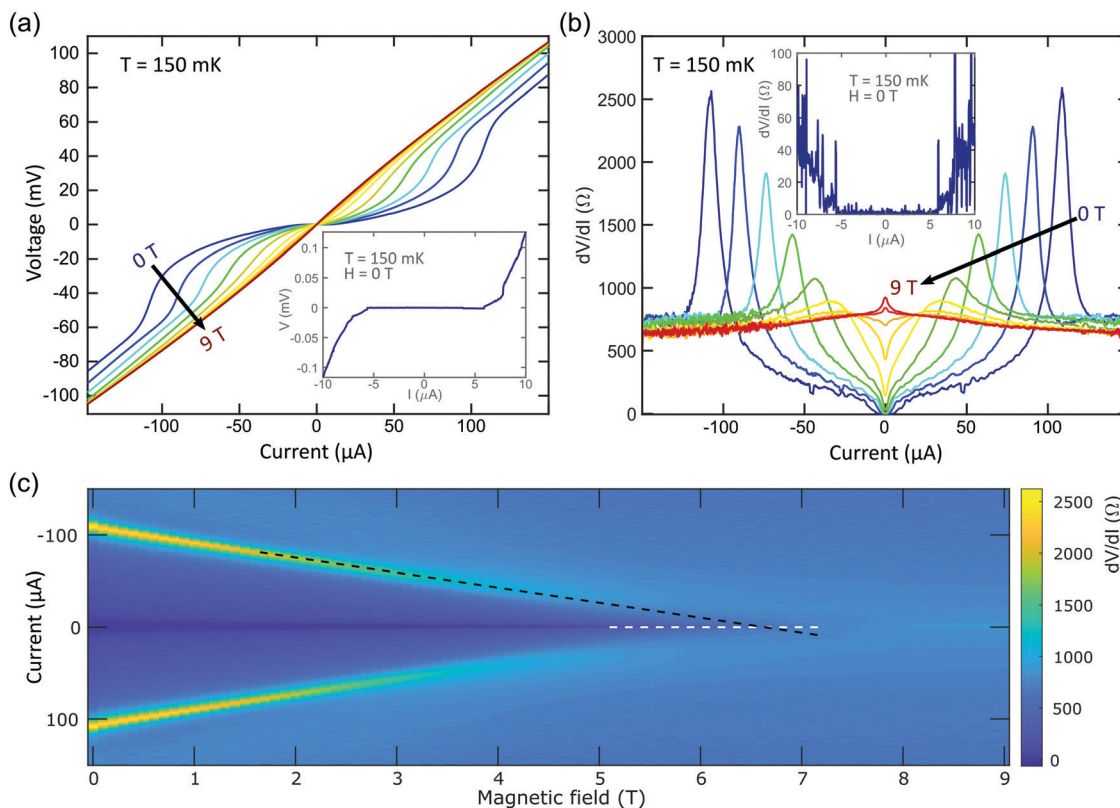 (a)
T = 150 mK
Voltage (mV)
100
80
60
40
20
0
-20
-40
-60
-80
-100
0 T
9 T
T = 150 mK
H = 0 T
V (mV)
0.1
0.05
0
-0.05
-0.1
-10
-5
0
5
10
I (μA)
-100
-50
0
50
100
Current (μA)
(b)
T = 150 mK
dV/dI (Ω)
3000
2500
2000
1500
1000
500
0
T = 150 mK
H = 0 T
dV/dI (Ω)
100
80
60
40
20
0
-10
-5
0
5
10
I (μA)
0 T
9 T
-100
-50
0
50
100
Current (μA)
(c)
Current (μA)
-100
0
100
0
1
2
3
4
5
6
7
8
9
Magnetic field (T)
2500
2000
1500
1000
500
0
dV/dI (Ω)